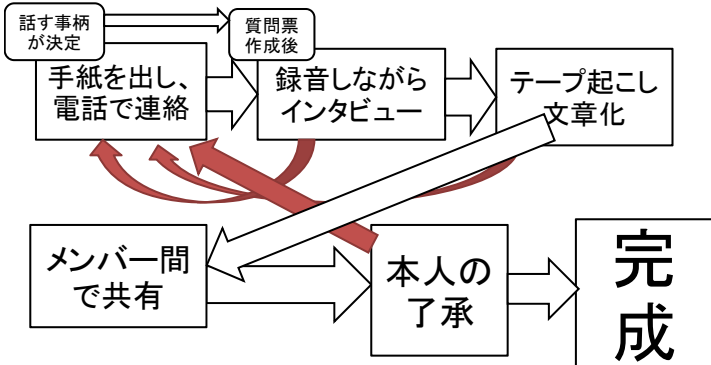 話す事柄
が決定
質問票
作成後
手紙を出し、
電話で連絡
録音しながら
インタビュー
テープ起こし
文章化
メンバー間
で共有
本人の
了承
完
成